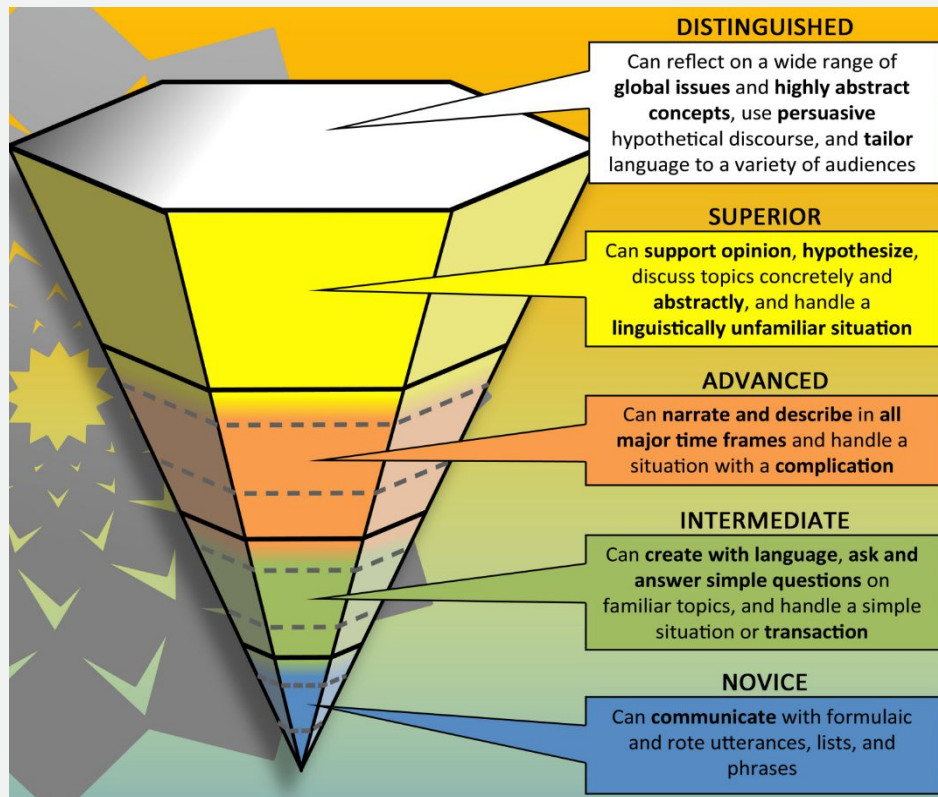 DISTINGUISHED
Can reflect on a wide range of
global issues and highly abstract
concepts, use persuasive
hypothetical discourse, and tailor
language to a variety of audiences
SUPERIOR
Can support opinion, hypothesize,
discuss topics concretely and
abstractly, and handle a
linguistically unfamiliar situation
ADVANCED
Can narrate and describe in all
major time frames and handle a
situation with a complication
INTERMEDIATE
Can create with language, ask and
answer simple questions on
familiar topics, and handle a simple
situation or transaction
NOVICE
Can communicate with formulaic
and rote utterances, lists, and
phrases